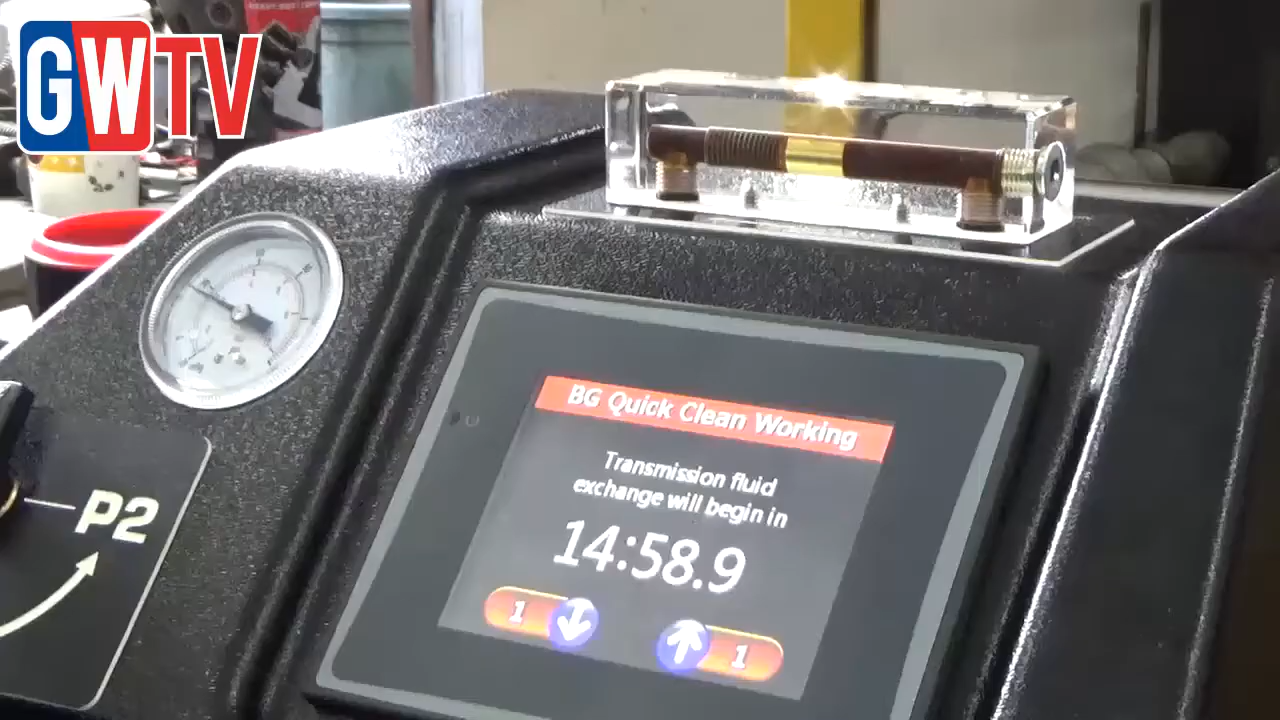 GWTV
BG Quick Clean Working
Transmission fluid
exchange will begin in
14:58.9
1
1
P2